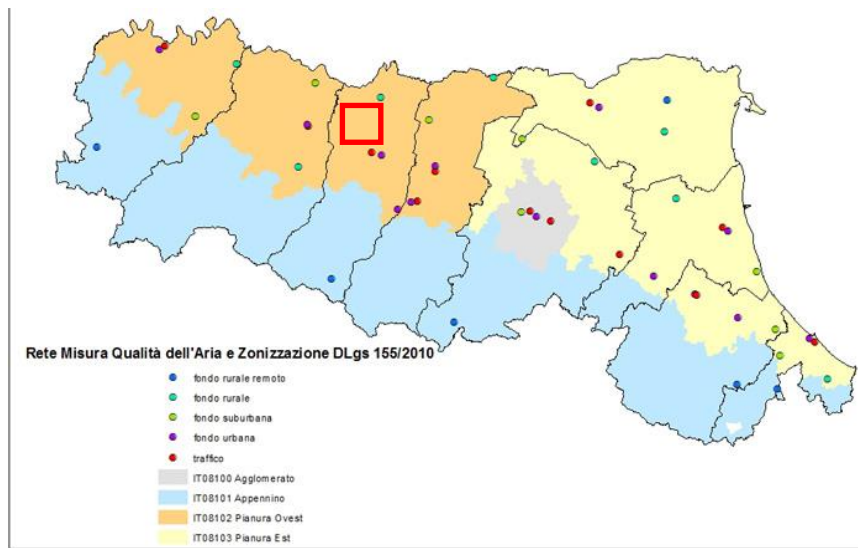 Rete Misura Qualità dell'Aria e Zonizzazione DLgs 155/2010
fondo rurale remoto
fondo rurale
fondo suburbana
fondo urbana
traffico
IT08100 Agglomerato
IT08101 Appennino
IT08102 Pianura Ovest
IT08103 Pianura Est